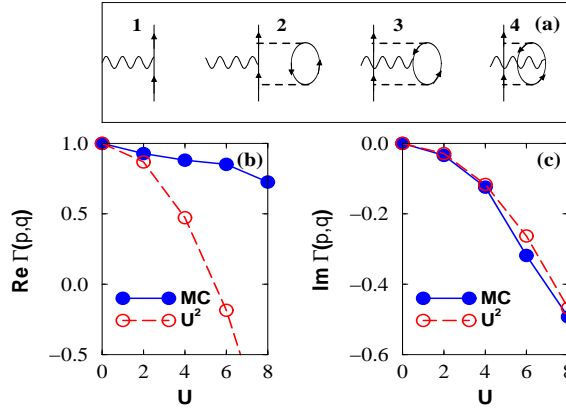 1 2 3 4 (a)
1.0
0.5
0.0
−0.5
Re Γ(p,q)
(b)
MC
U²
0 2 4 6 8
U
0.0
−0.2
−0.4
−0.6
Im Γ(p,q)
(c)
MC
U²
0 2 4 6 8
U